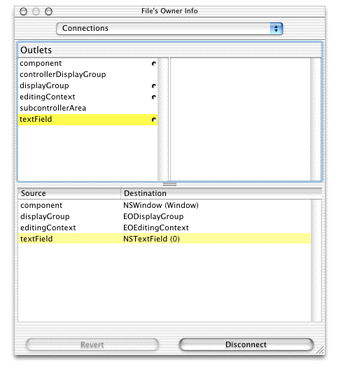 File's Owner Info
Connections
Outlets
component
controllerDisplayGroup
displayGroup
editingContext
subcontrollerArea
textField
Source Destination
component NSWindow (Window)
displayGroup EODisplayGroup
editingContext EOEditingContext
textField NSTextField (0)
Revert Disconnect